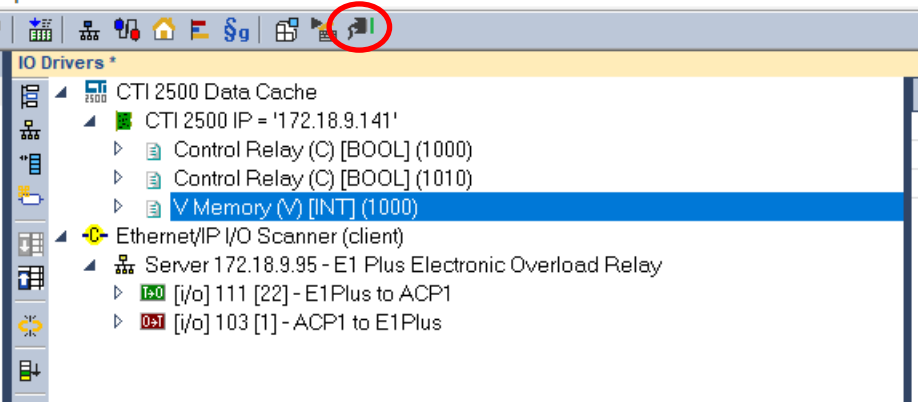 §g
IO Drivers *
CTI 2500 CTI 2500 Data Cache
CTI 2500 IP = '172.18.9.141'
Control Relay (C) [BOOL] (1000)
Control Relay (C) [BOOL] (1010)
V Memory (V) [INT] (1000)
-C- Ethernet/IP I/O Scanner (client)
Server 172.18.9.95 - E1 Plus Electronic Overload Relay
T→O [i/o] 111 [22] - E1Plus to ACP1
O→T [i/o] 103 [1] - ACP1 to E1Plus